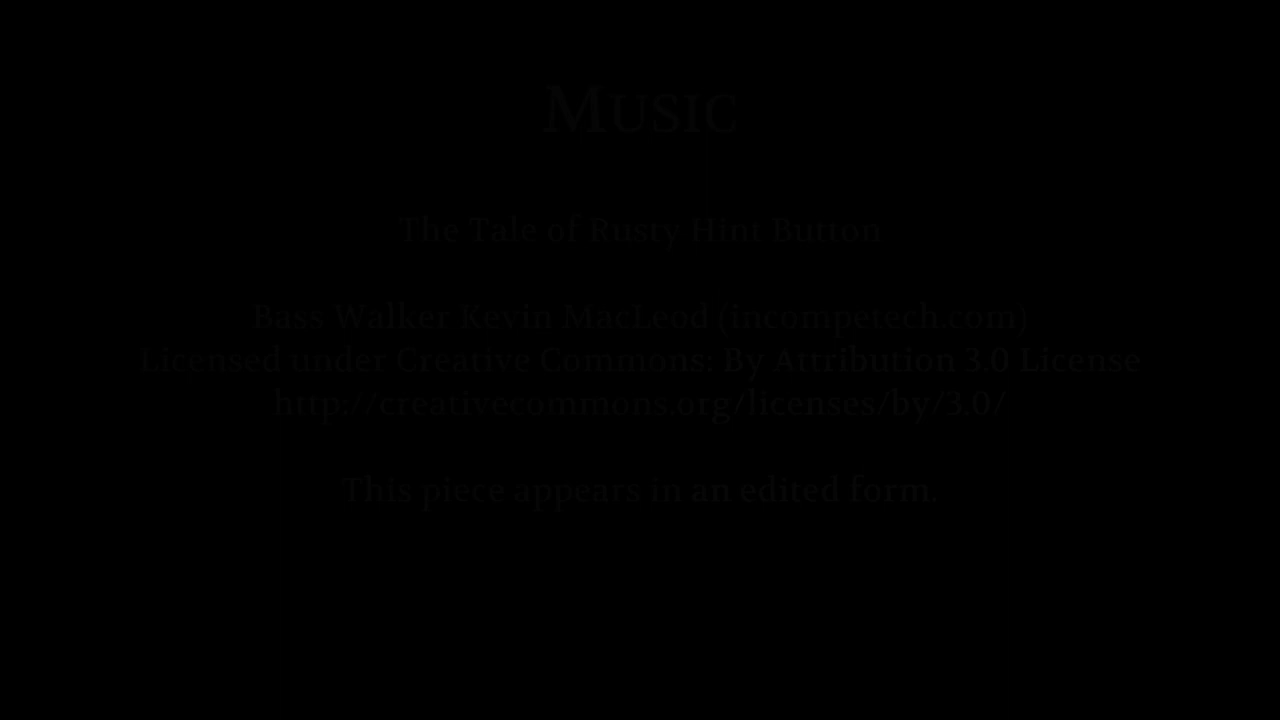 Music
The Tale of Rusty Hint Button
Bass Walker Kevin MacLeod (incompetech.com)
Licensed under Creative Commons: By Attribution 3.0 License
http://creativecommons.org/licenses/by/3.0/
This piece appears in an edited form.